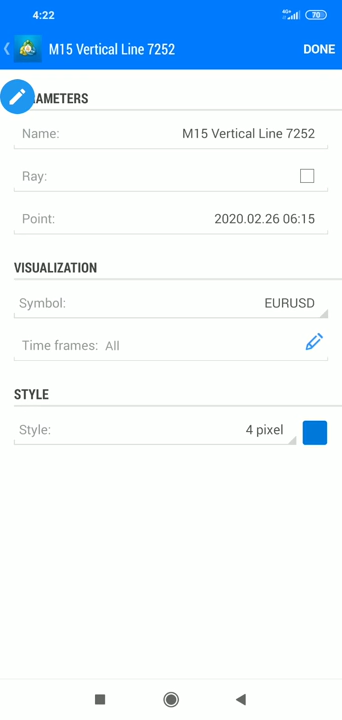 4:22
4G+
70
M15 Vertical Line 7252
DONE
AMETERS
Name: M15 Vertical Line 7252
Ray:
Point: 2020.02.26 06:15
VISUALIZATION
Symbol: EURUSD
Time frames: All
STYLE
Style: 4 pixel